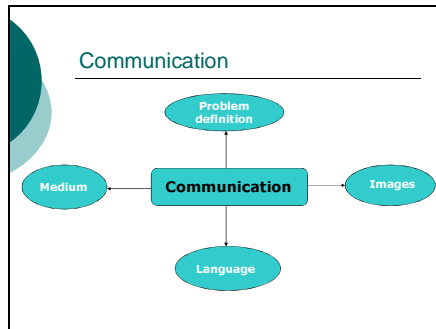 Communication
Problem
definition
Medium
Communication
Images
Language